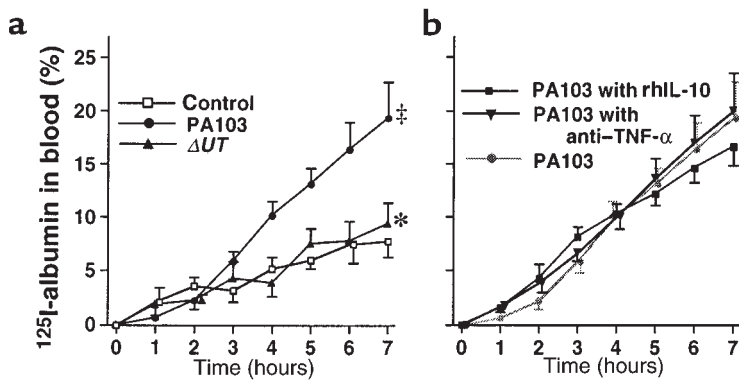 a
¹²⁵I-albumin in blood (%)
25
20
15
10
5
0
Control
PA103
ΔUT
‡
*
0 1 2 3 4 5 6 7
Time (hours)
b
PA103 with rhIL-10
PA103 with
anti–TNF-α
PA103
0 1 2 3 4 5 6 7
Time (hours)